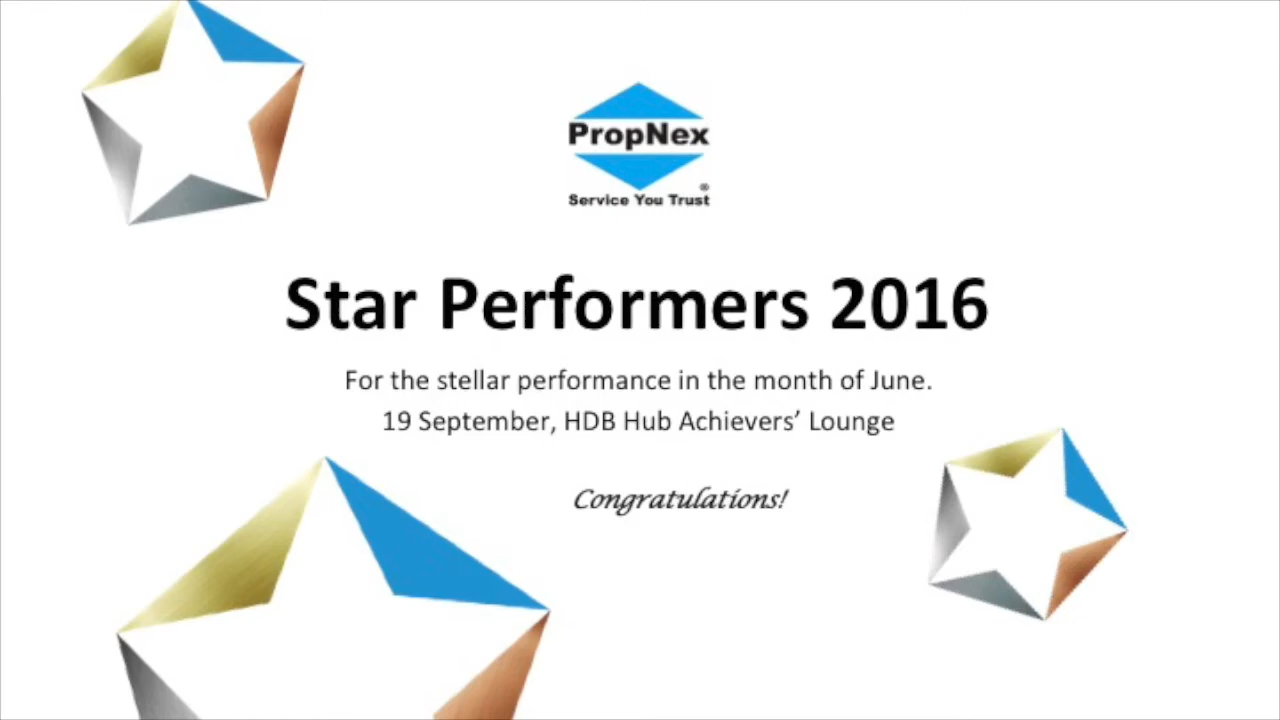 PropNex
®
Service You Trust
Star Performers 2016
For the stellar performance in the month of June.
19 September, HDB Hub Achievers’ Lounge
Congratulations!